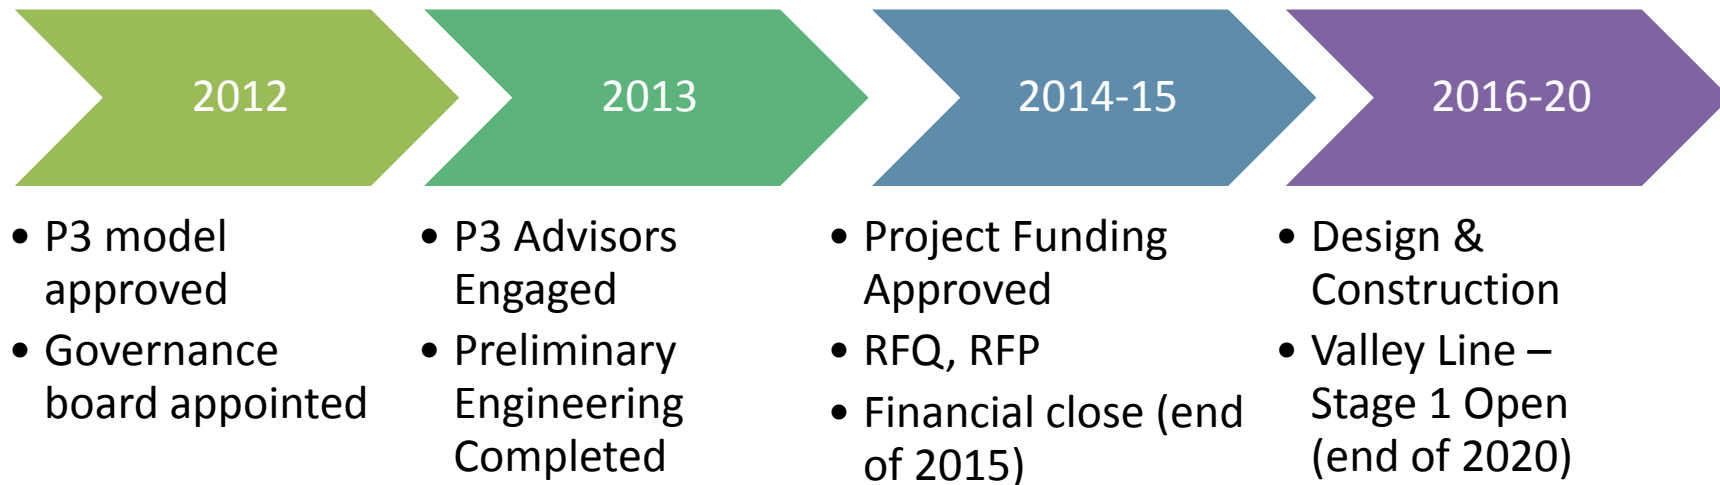 2012
• P3 model
approved
• Governance
board appointed
2013
• P3 Advisors
Engaged
• Preliminary
Engineering
Completed
2014-15
• Project Funding
Approved
• RFQ, RFP
• Financial close (end
of 2015)
2016-20
• Design &
Construction
• Valley Line –
Stage 1 Open
(end of 2020)